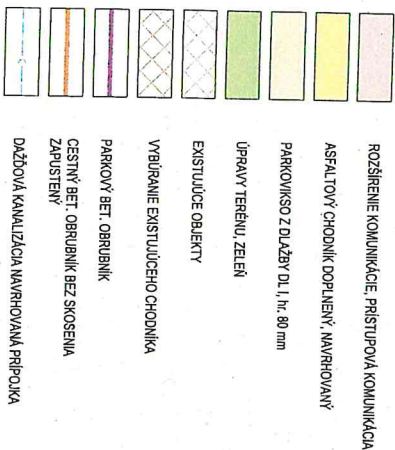 ROZŠÍRENIE KOMUNIKÁCIE, PRÍSTUPOVÁ KOMUNIKÁCIA
ASFALTOVÝ CHODNÍK DOPLNENÝ, NAVRHOVANÝ
PARKOVIKSO Z DLAŽBY DL I, hr. 80 mm
ÚPRAVY TERÉNU, ZELEŇ
EXISTUJÚCE OBJEKTY
VYBÚRANIE EXISTUJÚCEHO CHODNÍKA
PARKOVÝ BET. OBRUBNÍK
CESTNÝ BET. OBRUBNÍK BEZ SKOSENIA
ZAPUSTENÝ
DAŽĎOVÁ KANALIZÁCIA NAVRHOVANÁ PRÍPOJKA